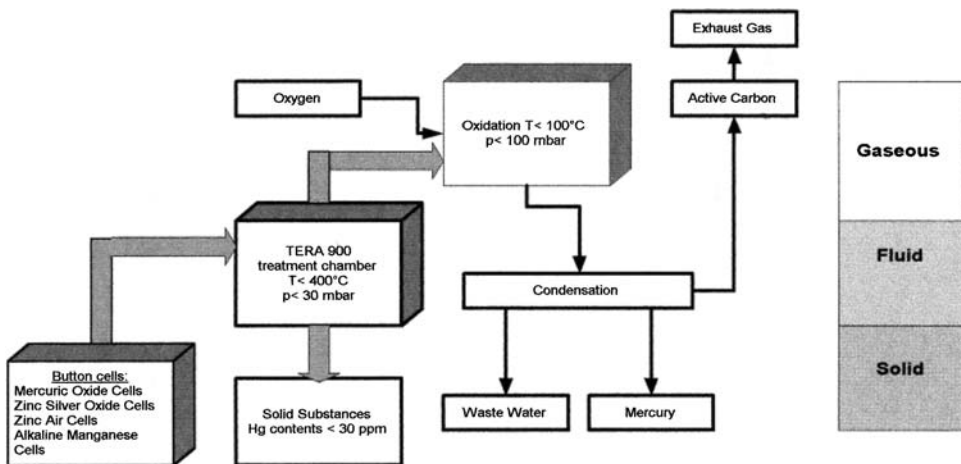 Exhaust Gas
Oxygen
Active Carbon
Oxidation T< 100°C
p< 100 mbar
Gaseous
TERA 900
treatment chamber
T< 400°C
p< 30 mbar
Fluid
Condensation
Button cells:
Mercuric Oxide Cells
Zinc Silver Oxide Cells
Zinc Air Cells
Alkaline Manganese
Cells
Solid Substances
Hg contents < 30 ppm
Waste Water
Mercury
Solid